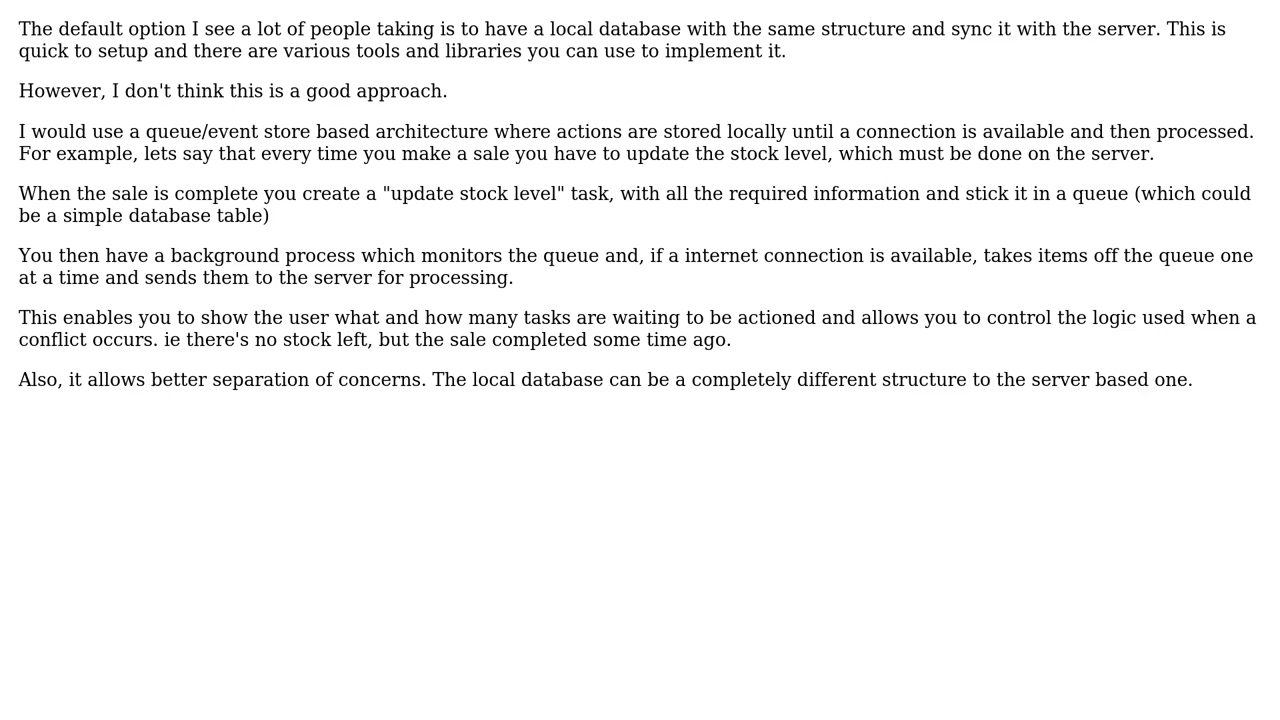 The default option I see a lot of people taking is to have a local database with the same structure and sync it with the server. This is
quick to setup and there are various tools and libraries you can use to implement it.
However, I don't think this is a good approach.
I would use a queue/event store based architecture where actions are stored locally until a connection is available and then processed.
For example, lets say that every time you make a sale you have to update the stock level, which must be done on the server.
When the sale is complete you create a "update stock level" task, with all the required information and stick it in a queue (which could
be a simple database table)
You then have a background process which monitors the queue and, if a internet connection is available, takes items off the queue one
at a time and sends them to the server for processing.
This enables you to show the user what and how many tasks are waiting to be actioned and allows you to control the logic used when a
conflict occurs. ie there's no stock left, but the sale completed some time ago.
Also, it allows better separation of concerns. The local database can be a completely different structure to the server based one.